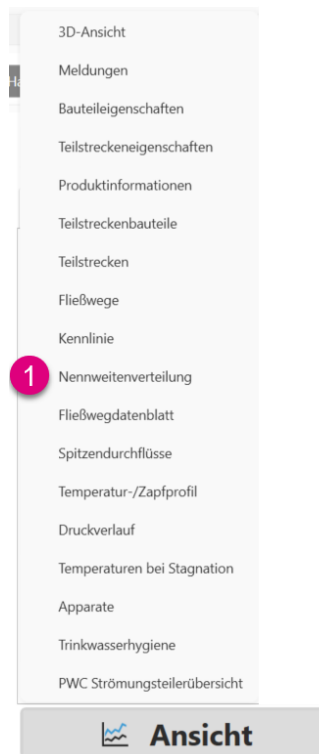 3D-Ansicht
Meldungen
Bauteileigenschaften
Teilstreckeneigenschaften
Produktinformationen
Teilstreckenbauteile
Teilstrecken
Fließwege
Kennlinie
1 Nennweitenverteilung
Fließwegdatenblatt
Spitzendurchflüsse
Temperatur-/Zapfprofil
Druckverlauf
Temperaturen bei Stagnation
Apparate
Trinkwasserhygiene
PWC Strömungsteilerübersicht
Ansicht